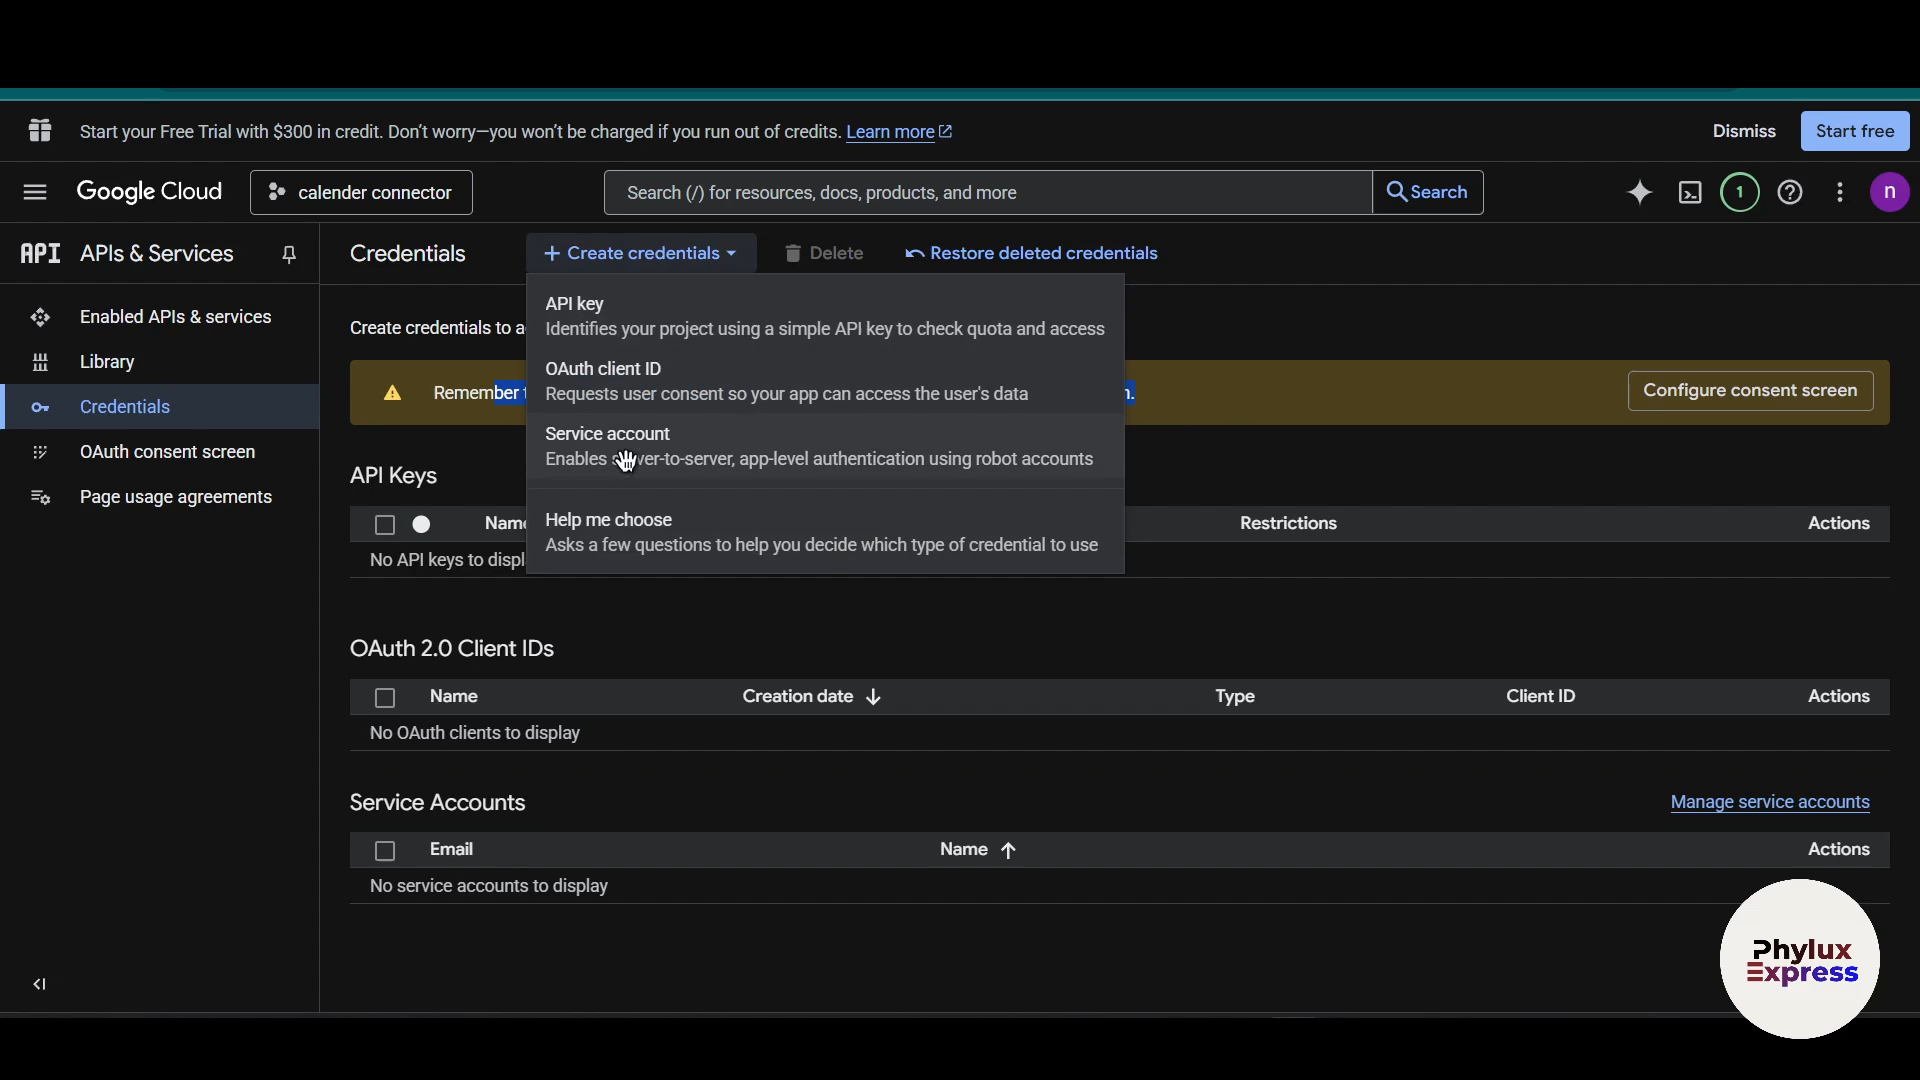 Start your Free Trial with $300 in credit. Don't worry—you won't be charged if you run out of credits. Learn more
Dismiss
Start free
Google Cloud
calender connector
Search (/) for resources, docs, products, and more
Search
1
n
API APIs & Services
Credentials
+ Create credentials
Delete
Restore deleted credentials
Enabled APIs & services
Library
Credentials
OAuth consent screen
Page usage agreements
Create credentials to
API key
Identifies your project using a simple API key to check quota and access
OAuth client ID
Requests user consent so your app can access the user's data
Service account
Enables server-to-server, app-level authentication using robot accounts
Help me choose
Asks a few questions to help you decide which type of credential to use
Remember
Configure consent screen
API Keys
Name
Restrictions
Actions
No API keys to displ
OAuth 2.0 Client IDs
Name
Creation date
Type
Client ID
Actions
No OAuth clients to display
Service Accounts
Manage service accounts
Email
Name
Actions
No service accounts to display
Phylux
Express